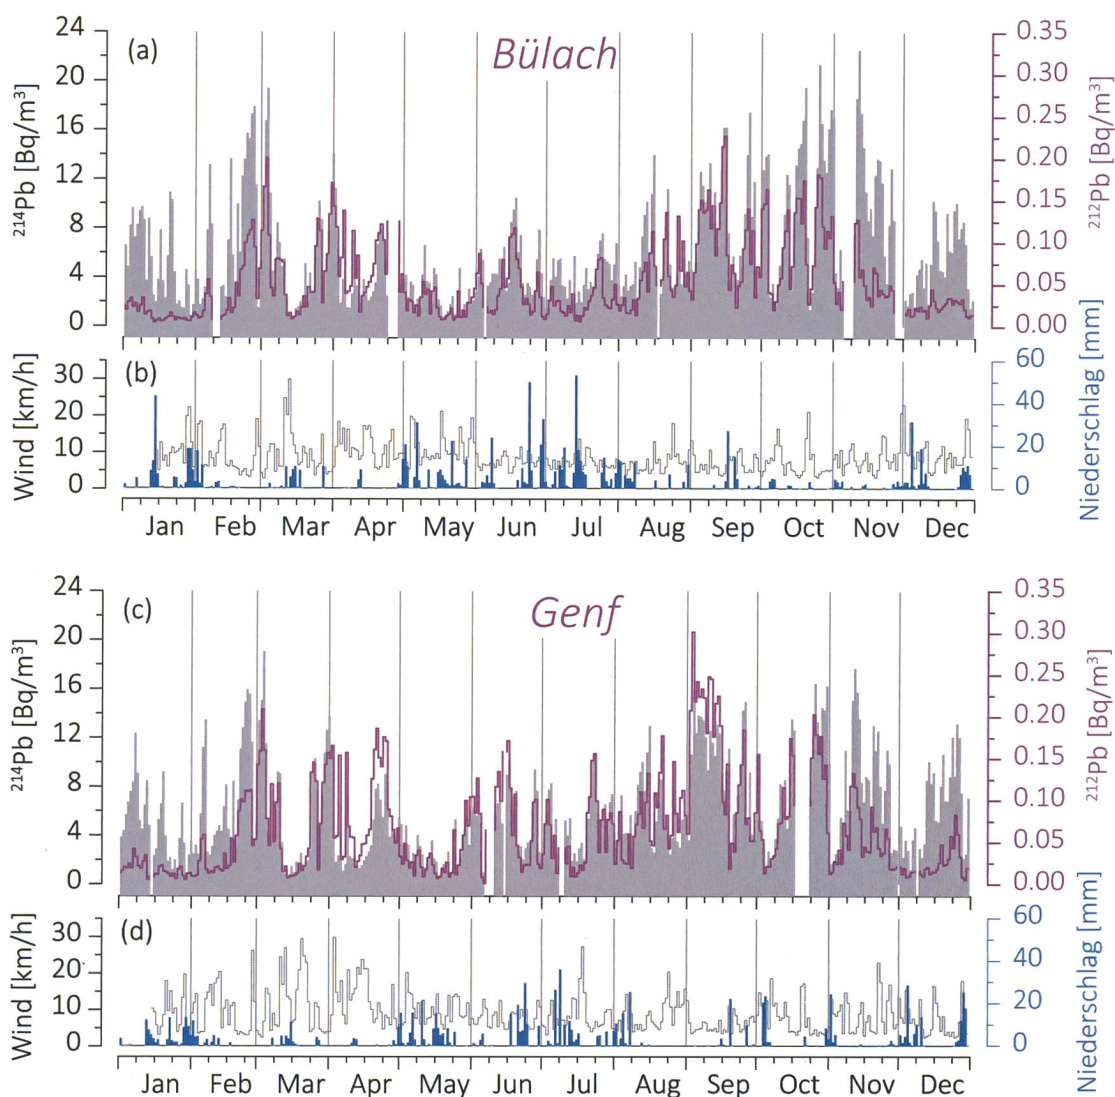 (a)
Bülach
²¹⁴Pb [Bq/m³]
24
20
16
12
8
4
0
0.35
0.30
0.25
0.20
0.15
0.10
0.05
0.00
²¹²Pb [Bq/m³]
(b)
Wind [km/h]
30
20
10
0
60
40
20
0
Niederschlag [mm]
Jan Feb Mar Apr May Jun Jul Aug Sep Oct Nov Dec
(c)
Genf
²¹⁴Pb [Bq/m³]
24
20
16
12
8
4
0
0.35
0.30
0.25
0.20
0.15
0.10
0.05
0.00
²¹²Pb [Bq/m³]
(d)
Wind [km/h]
30
20
10
0
60
40
20
0
Niederschlag [mm]
Jan Feb Mar Apr May Jun Jul Aug Sep Oct Nov Dec